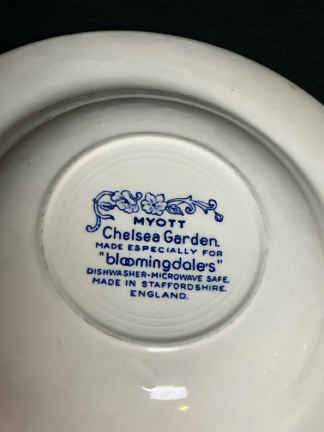 MYOTT
Chelsea Garden.
MADE ESPECIALLY FOR
"bloomingdale's"
DISHWASHER-MICROWAVE SAFE.
MADE IN STAFFORDSHIRE.
ENGLAND.